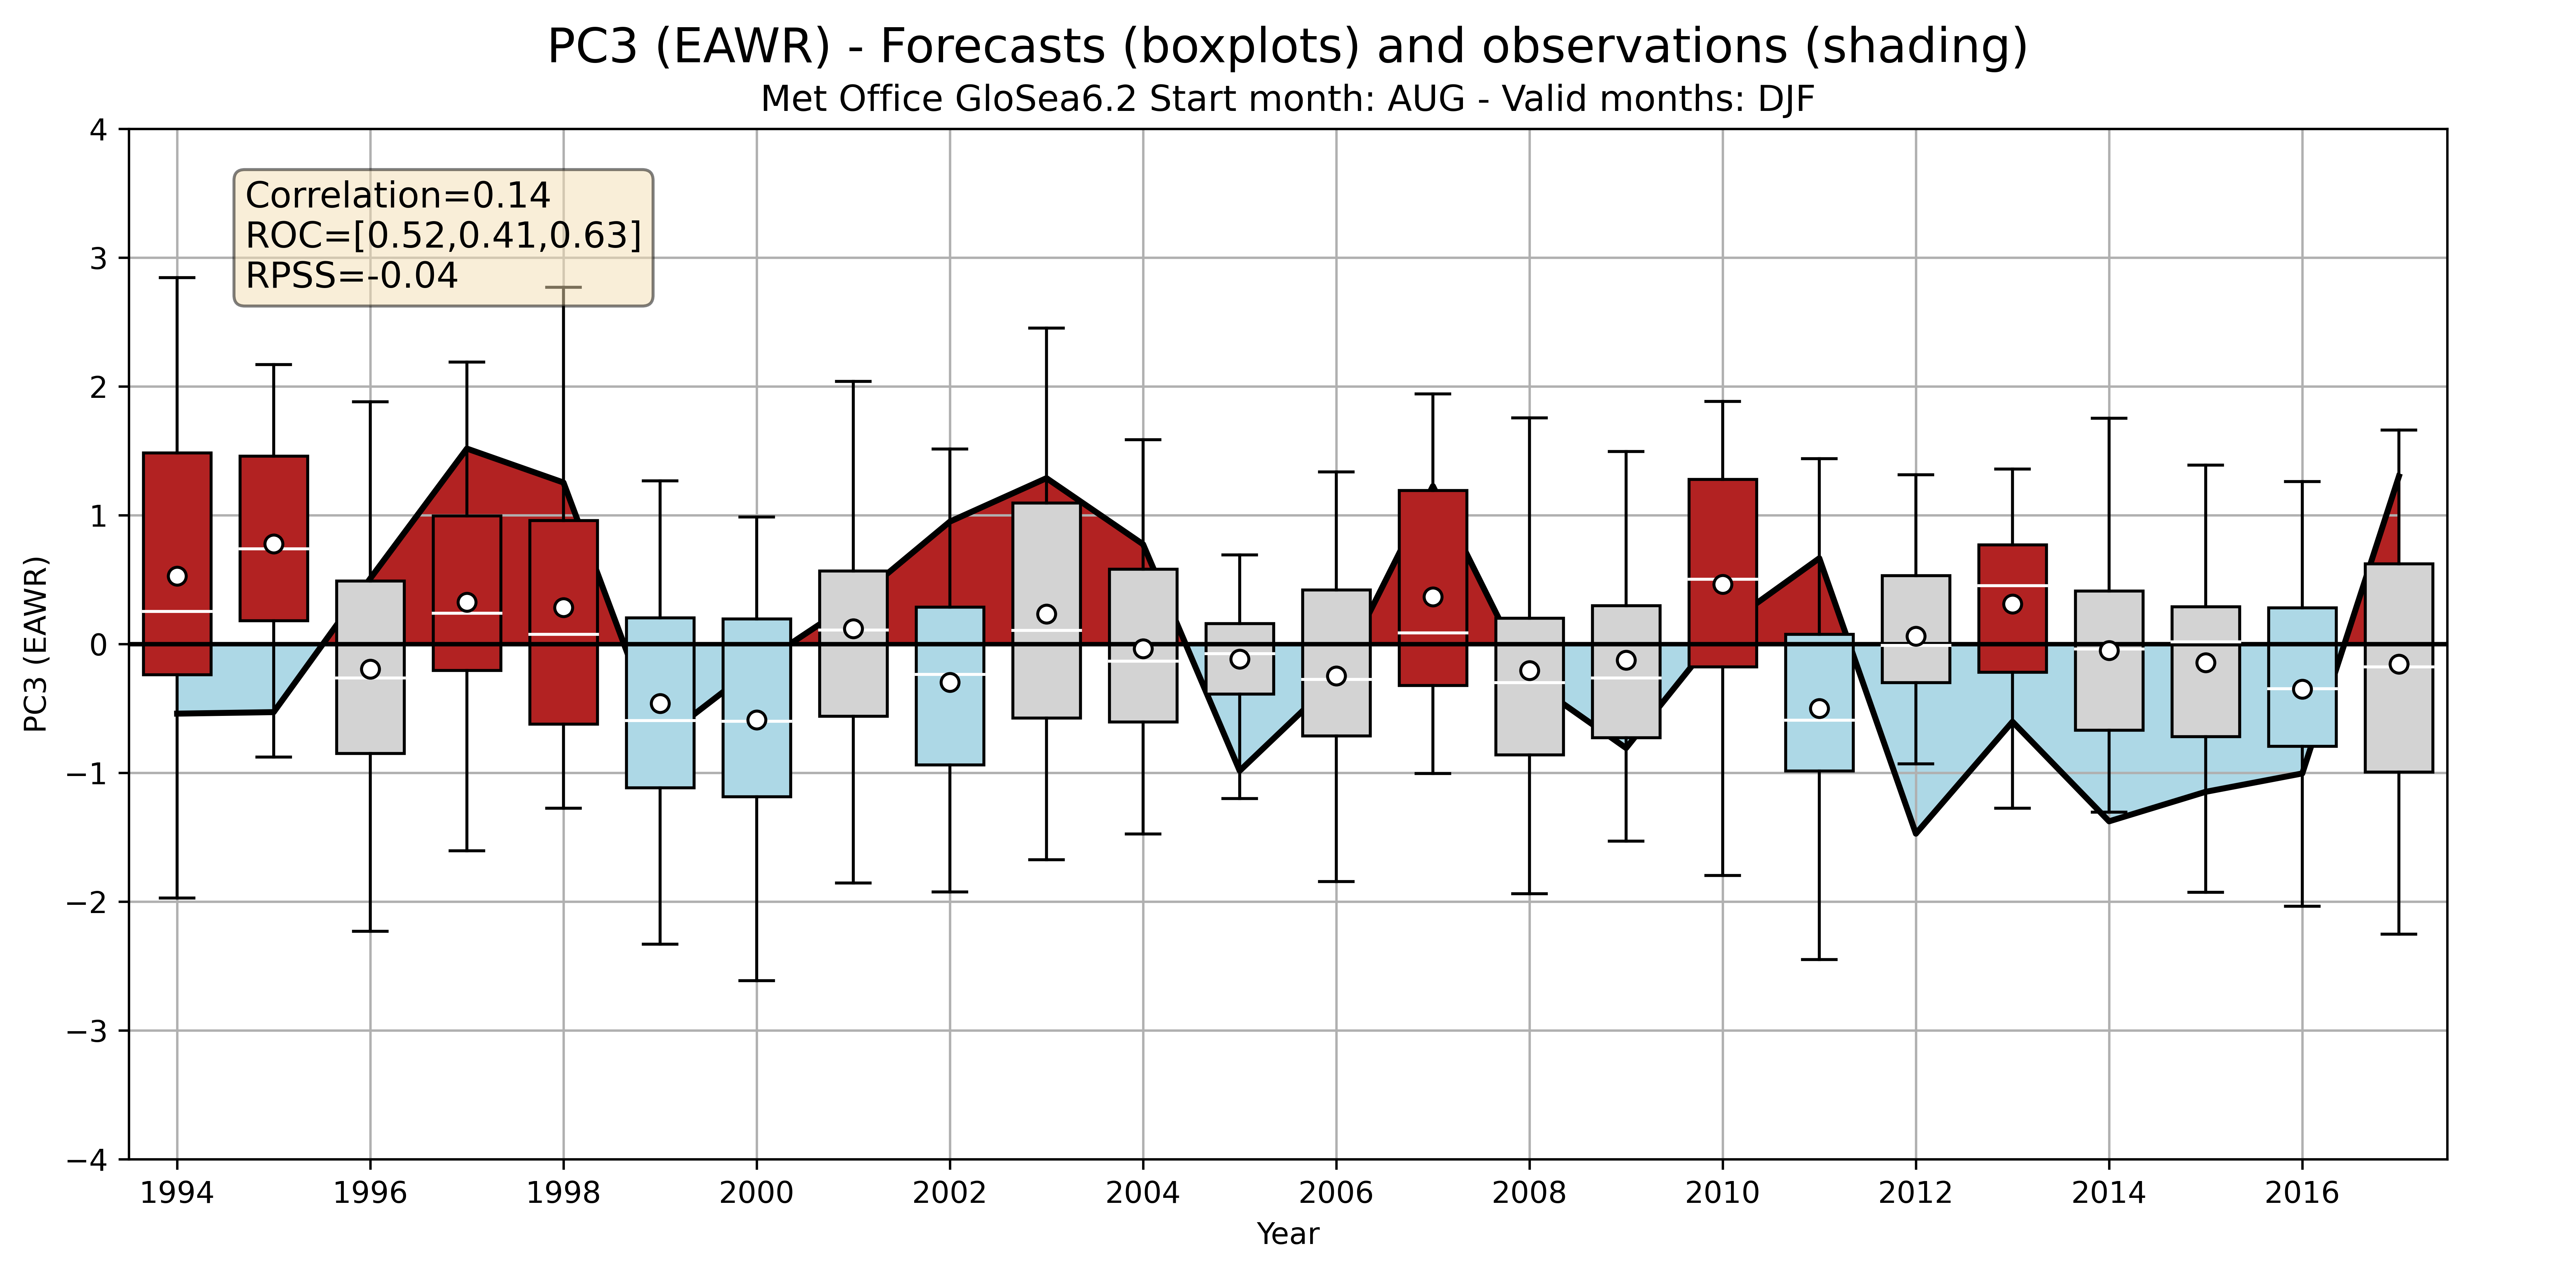 PC3 (EAWR) - Forecasts (boxplots) and observations (shading)
Met Office GloSea6.2 Start month: AUG - Valid months: DJF
Correlation=0.14
ROC=[0.52,0.41,0.63]
RPSS=-0.04
PC3 (EAWR)
4
3
2
1
0
−1
−2
−3
−4
1994 1996 1998 2000 2002 2004 2006 2008 2010 2012 2014 2016
Year